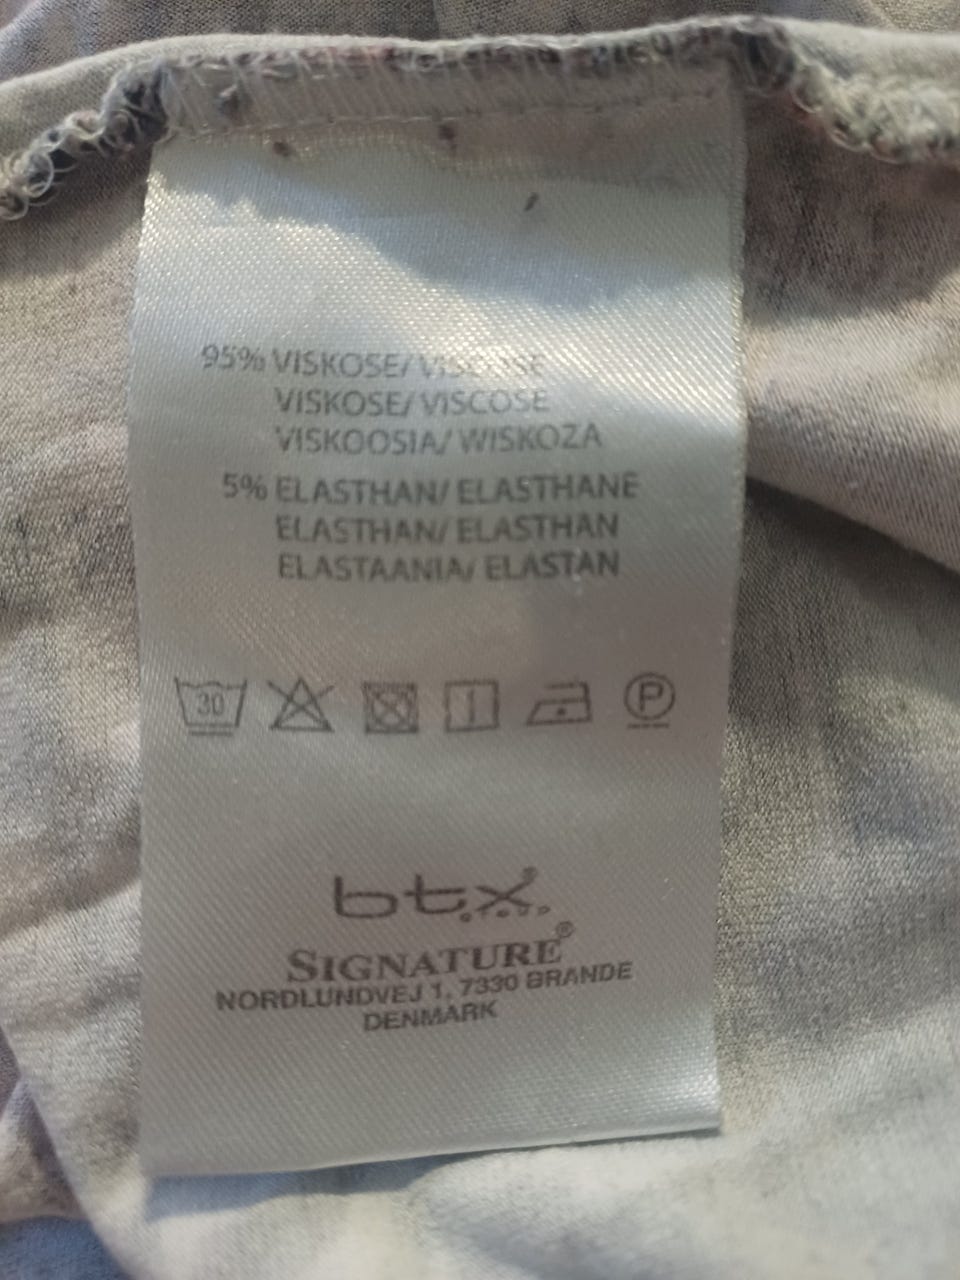 95% VISKOSE/ VISCOSE
VISKOSE/ VISCOSE
VISKOOSIA/ WISKOZA
5% ELASTHAN/ ELASTHANE
ELASTHAN/ ELASTHAN
ELASTAANIA/ ELASTAN
30 P
btx®
GROUP
SIGNATURE®
NORDLUNDVEJ 1, 7330 BRANDE
DENMARK